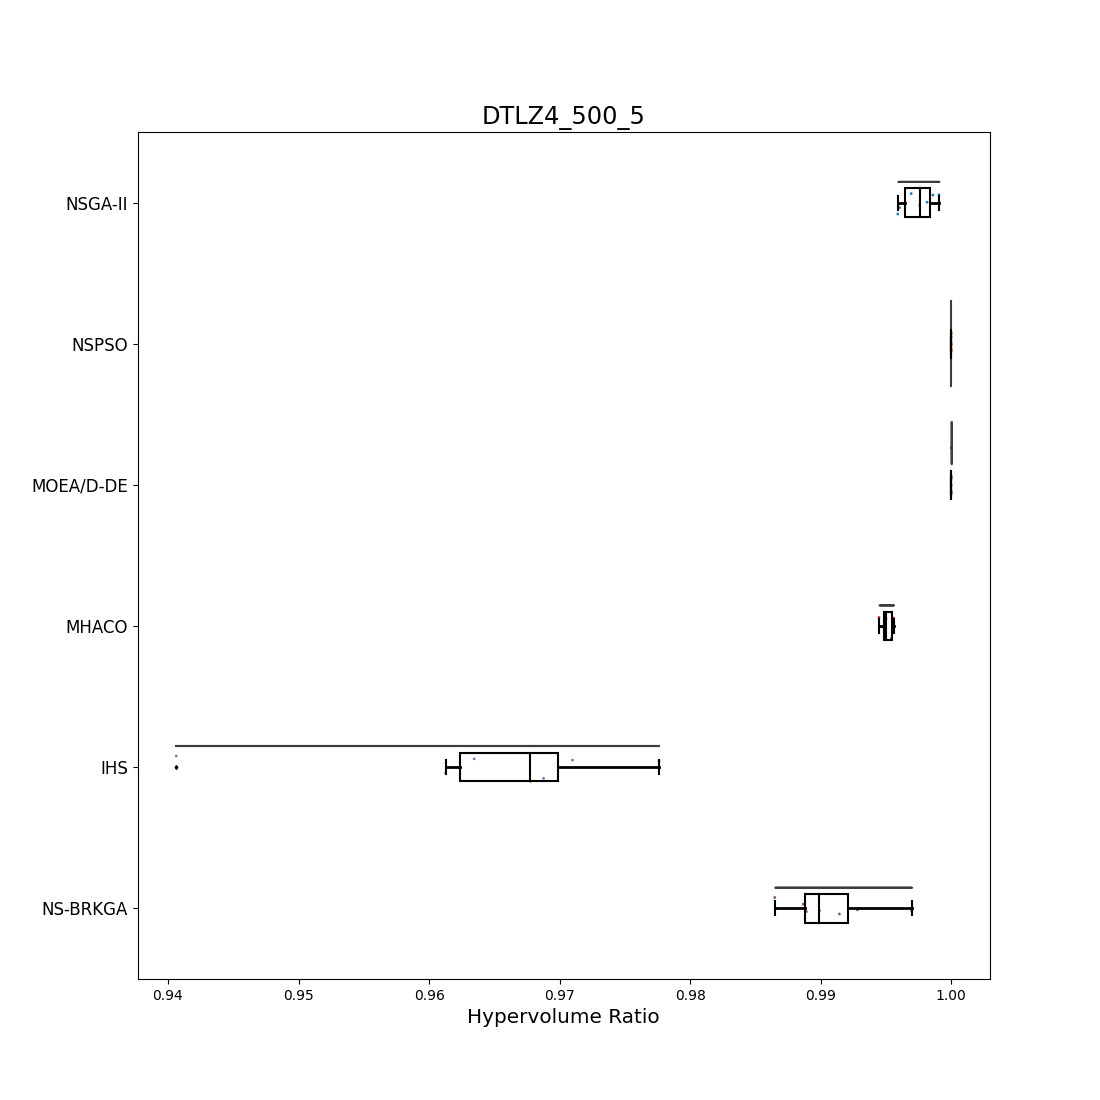 DTLZ4_500_5
NSGA-II
NSPSO
MOEA/D-DE
MHACO
IHS
NS-BRKGA
0.94 0.95 0.96 0.97 0.98 0.99 1.00
Hypervolume Ratio